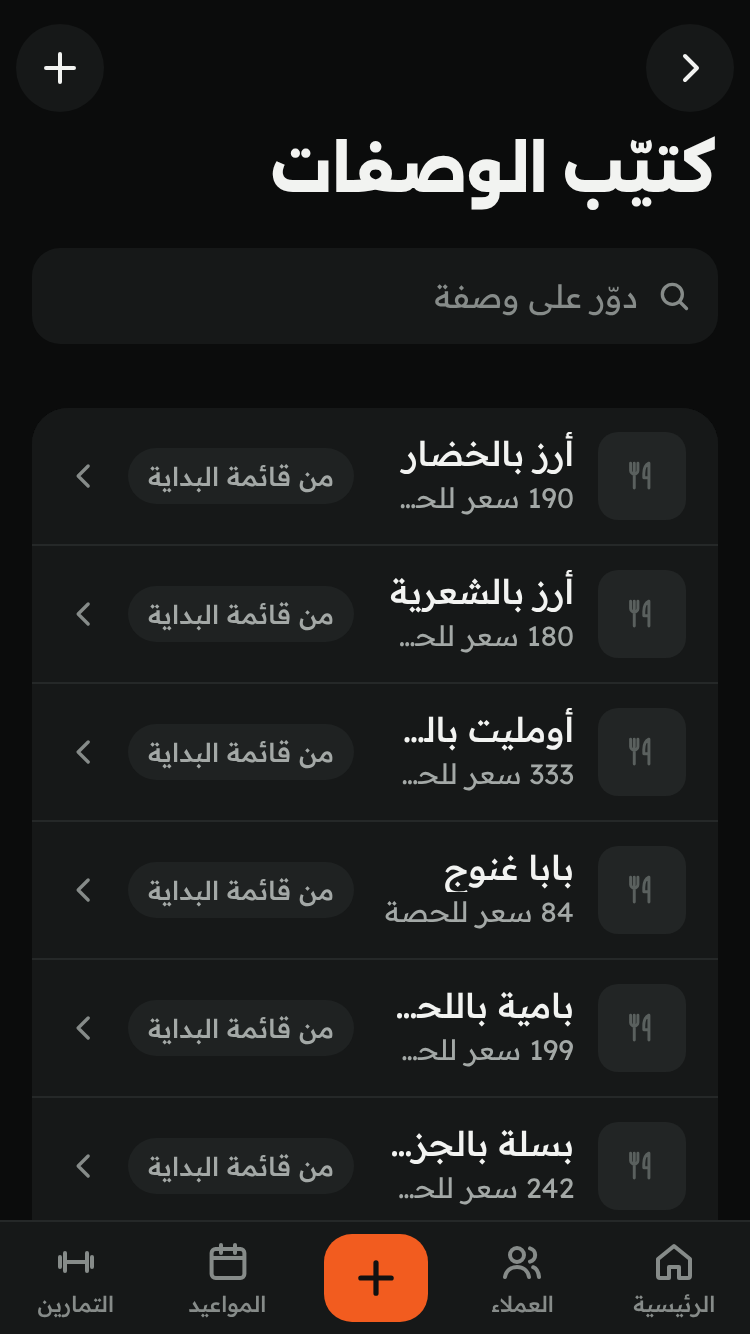 كتيّب الوصفات
دوّر على وصفة
أرز بالخضار
190 سعر للحـ...
من قائمة البداية
أرز بالشعرية
180 سعر للحـ...
من قائمة البداية
أومليت بالـ...
333 سعر للحـ...
من قائمة البداية
بابا غنوج
84 سعر للحصة
من قائمة البداية
بامية باللحـ...
199 سعر للحـ...
من قائمة البداية
بسلة بالجز...
242 سعر للحـ...
من قائمة البداية
الرئيسية
العملاء
المواعيد
التمارين